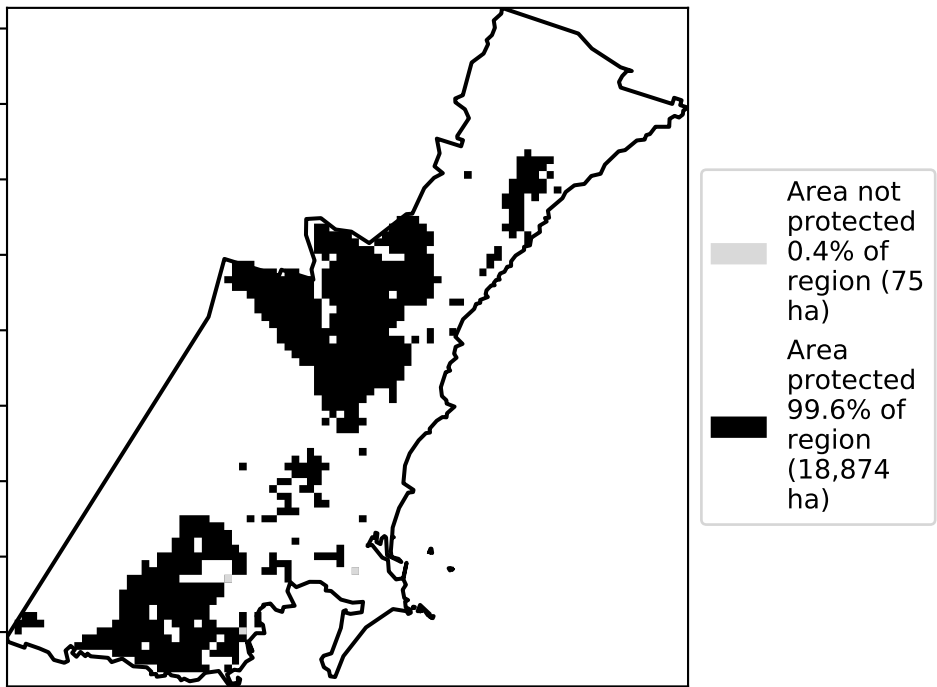 Area not
protected
0.4% of
region (75
ha)
Area
protected
99.6% of
region
(18,874
ha)